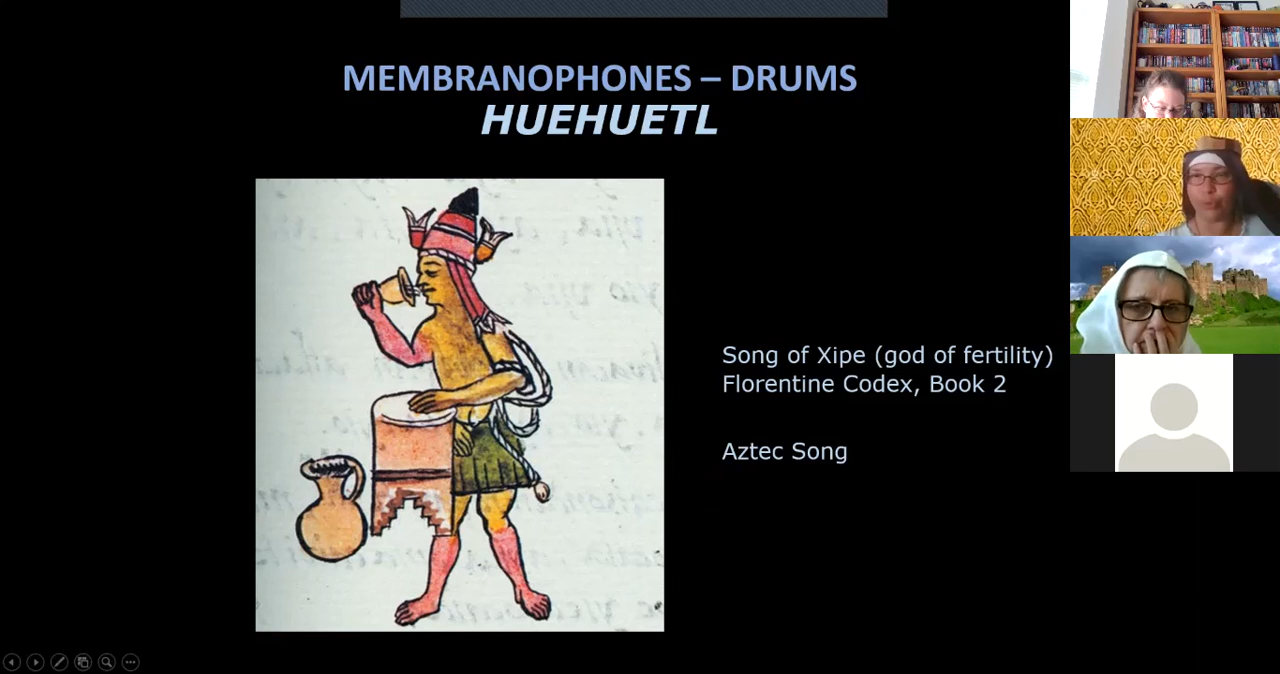 MEMBRANOPHONES – DRUMS
HUEHUETL
Song of Xipe (god of fertility)
Florentine Codex, Book 2
Aztec Song